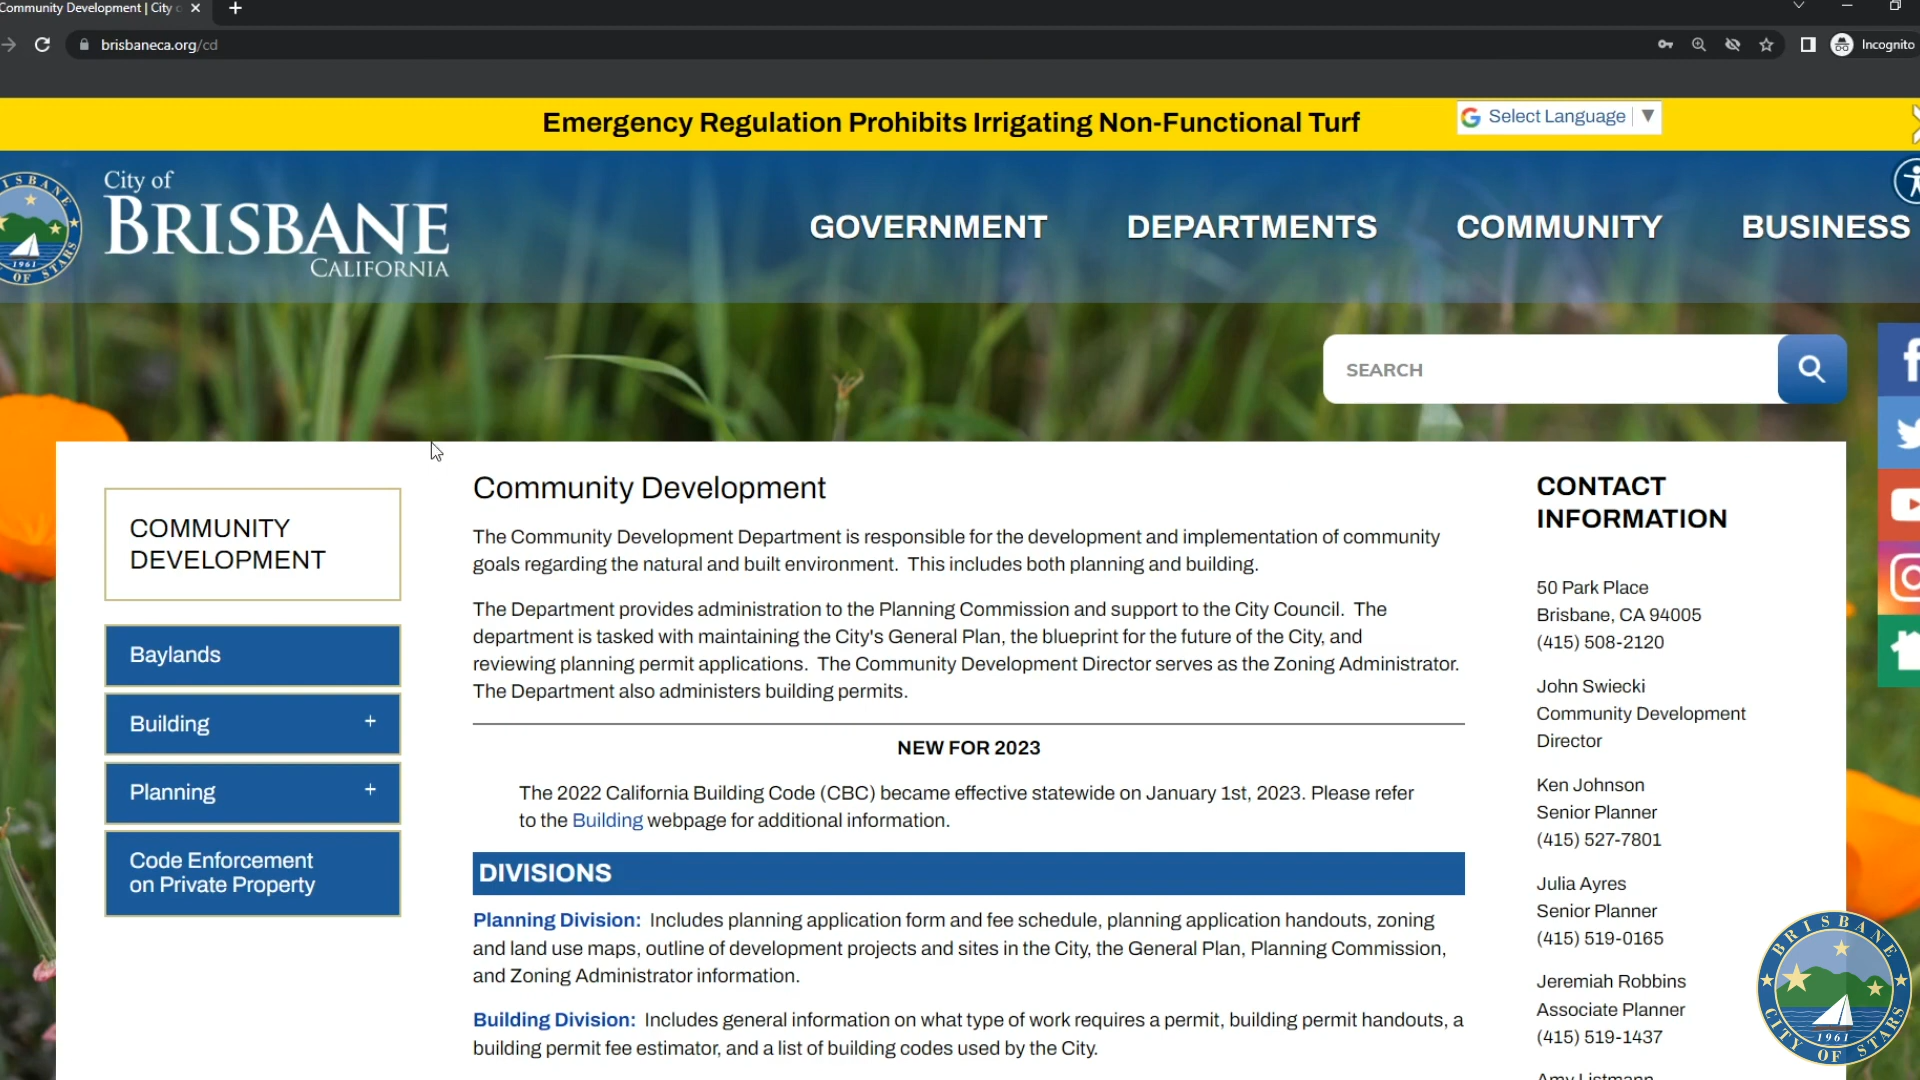 Community Development | City
brisbaneca.org/cd
Incognito
Emergency Regulation Prohibits Irrigating Non-Functional Turf
Select Language
City of
BRISBANE
CALIFORNIA
GOVERNMENT
DEPARTMENTS
COMMUNITY
BUSINESS
SEARCH
COMMUNITY
DEVELOPMENT
Baylands
Building +
Planning +
Code Enforcement
on Private Property
Community Development
The Community Development Department is responsible for the development and implementation of community
goals regarding the natural and built environment. This includes both planning and building.
The Department provides administration to the Planning Commission and support to the City Council. The
department is tasked with maintaining the City's General Plan, the blueprint for the future of the City, and
reviewing planning permit applications. The Community Development Director serves as the Zoning Administrator.
The Department also administers building permits.
NEW FOR 2023
The 2022 California Building Code (CBC) became effective statewide on January 1st, 2023. Please refer
to the Building webpage for additional information.
DIVISIONS
Planning Division: Includes planning application form and fee schedule, planning application handouts, zoning
and land use maps, outline of development projects and sites in the City, the General Plan, Planning Commission,
and Zoning Administrator information.
Building Division: Includes general information on what type of work requires a permit, building permit handouts, a
building permit fee estimator, and a list of building codes used by the City.
CONTACT
INFORMATION
50 Park Place
Brisbane, CA 94005
(415) 508-2120
John Swiecki
Community Development
Director
Ken Johnson
Senior Planner
(415) 527-7801
Julia Ayres
Senior Planner
(415) 519-0165
Jeremiah Robbins
Associate Planner
(415) 519-1437
BRISBANE
1961
CITY OF STARS